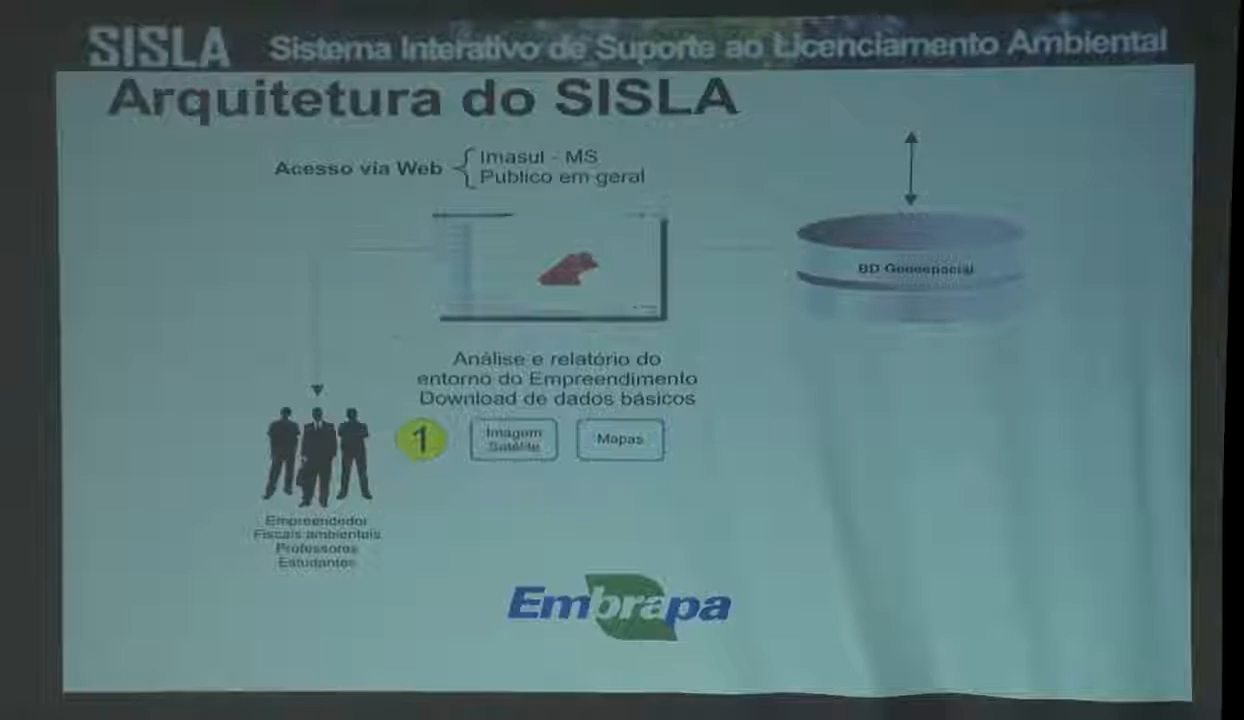 SISLA Sistema Interativo de Suporte ao Licenciamento Ambiental
Arquitetura do SISLA
Acesso via Web
Imasul - MS
Publico em geral
BD Geoespacial
Análise e relatório do
entorno do Empreendimento
Download de dados básicos
1
Imagem
Satélite
Mapas
Empreendedor
Fiscais ambientais
Professores
Estudantes
Embrapa